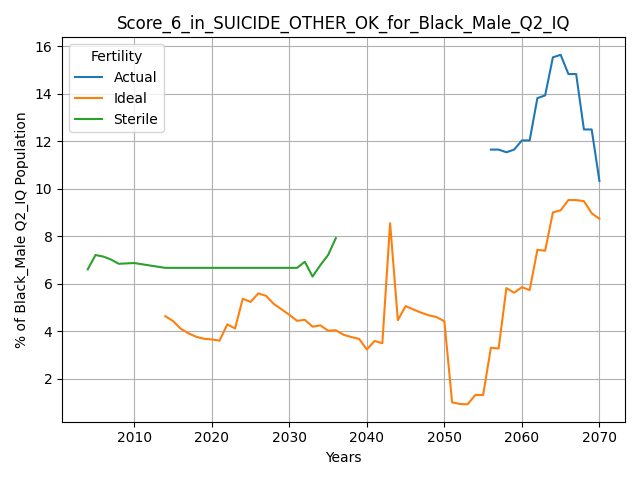 Score_6_in_SUICIDE_OTHER_OK_for_Black_Male_Q2_IQ
Fertility
Actual
Ideal
Sterile
% of Black_Male Q2_IQ Population
16
14
12
10
8
6
4
2
2010 2020 2030 2040 2050 2060 2070
Years